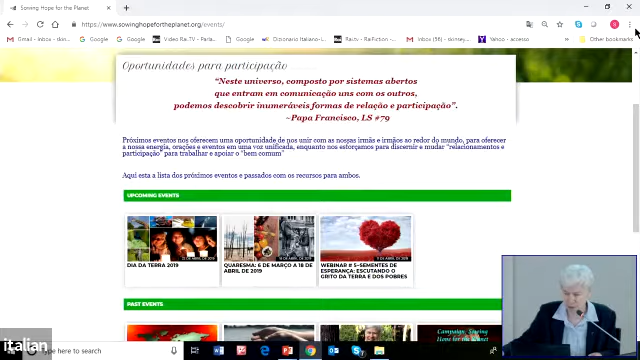 https://www.sowinghopefortheplanet.org/events/
Google
Google
Video Rai.TV - Parla
Dizionario Italiano-L
Rai.tv - RaiFiction
Inbox (56) - skinsey
Yahoo - accesso
Other bookmarks
Oportunidades para participação
“Neste universo, composto por sistemas abertos
que entram em comunicação uns com os outros,
podemos descobrir inumeráveis formas de relação e participação”.
~Papa Francisco, LS #79
Próximos eventos nos oferecem uma oportunidade de nos unir com as nossas irmãs e irmãos ao redor do mundo, para oferecer
a nossa energia, orações e eventos em uma voz unificada, enquanto nos esforçamos para discernir e mudar “relacionamentos e
participação” para trabalhar e apoiar o “bem comum”
Aqui esta a lista dos próximos eventos e passados com os recursos para ambos.
UPCOMING EVENTS
DIA DA TERRA 2019
QUARESMA: 6 DE MARÇO A 18 DE
ABRIL DE 2019
WEBINAR # 5–SEMENTES DE
ESPERANÇA: ESCUTANDO O
GRITO DA TERRA E DOS POBRES
PAST EVENTS
Campaign: Sowing
Hope for the Planet
italian
Type here to search